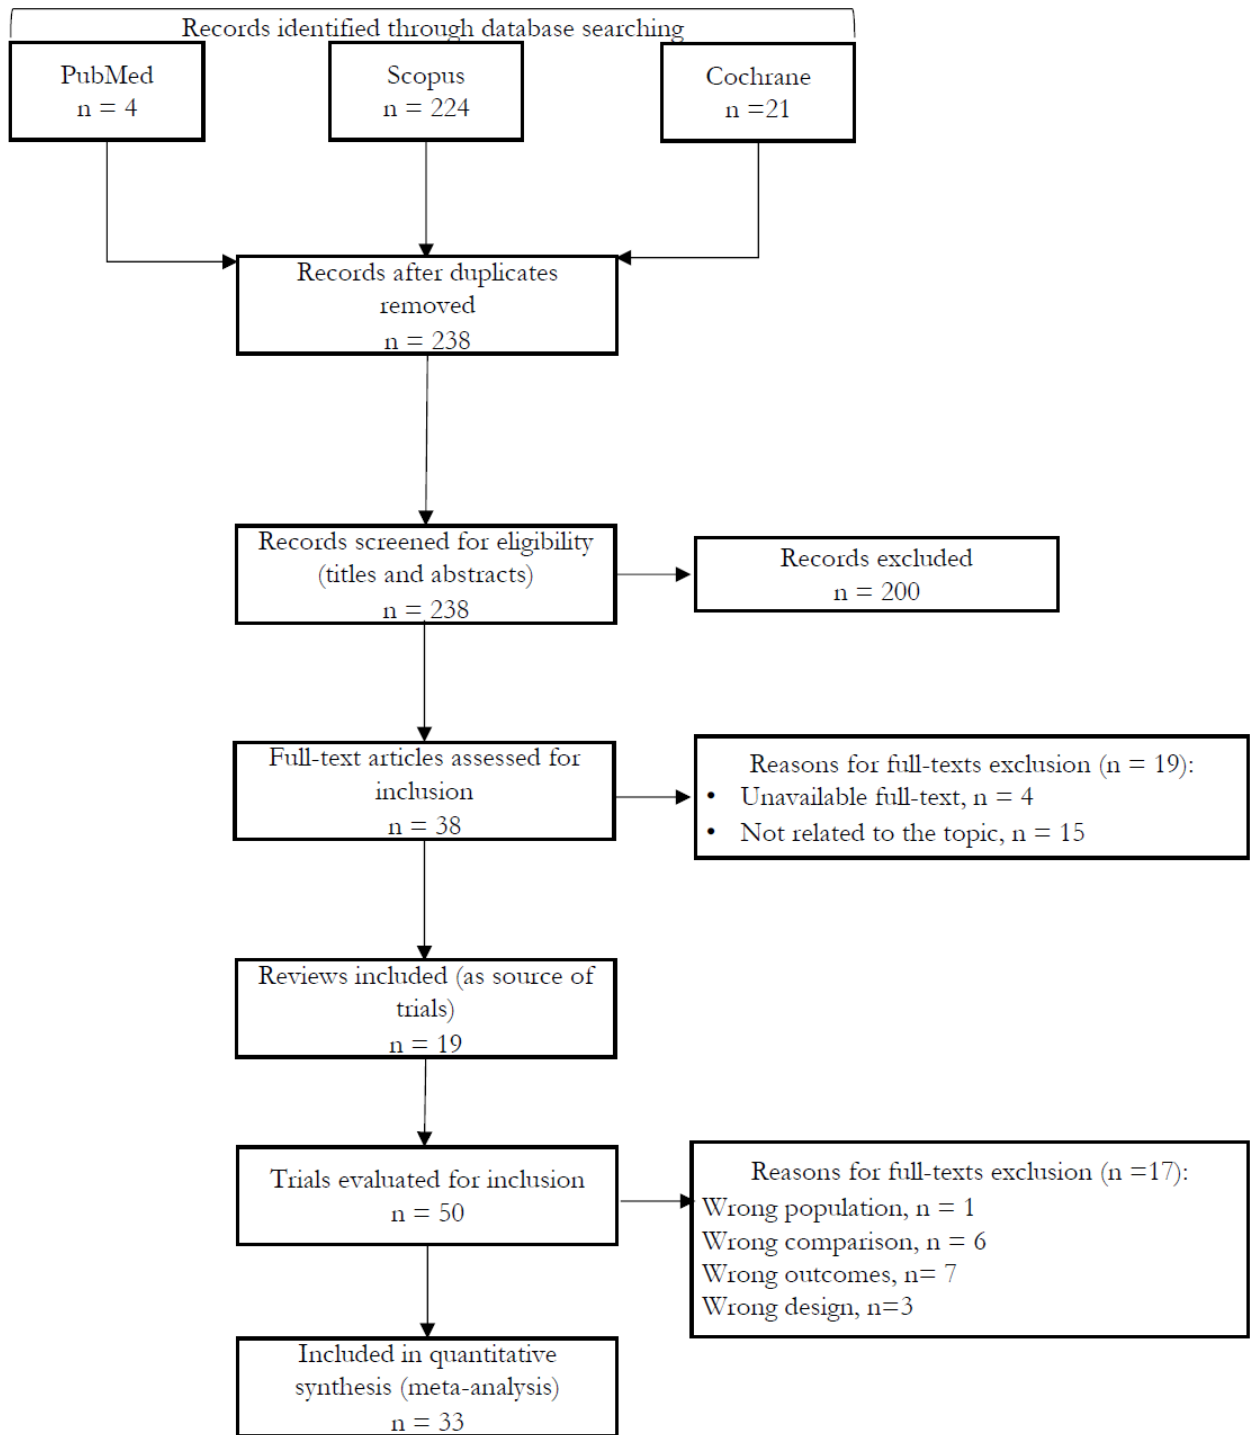 Records identified through database searching
PubMed
n = 4
Scopus
n = 224
Cochrane
n =21
Records after duplicates
removed
n = 238
Records screened for eligibility
(titles and abstracts)
n = 238
Records excluded
n = 200
Full-text articles assessed for
inclusion
n = 38
Reasons for full-texts exclusion (n = 19):
• Unavailable full-text, n = 4
• Not related to the topic, n = 15
Reviews included (as source of
trials)
n = 19
Trials evaluated for inclusion
n = 50
Reasons for full-texts exclusion (n =17):
Wrong population, n = 1
Wrong comparison, n = 6
Wrong outcomes, n= 7
Wrong design, n=3
Included in quantitative
synthesis (meta-analysis)
n = 33